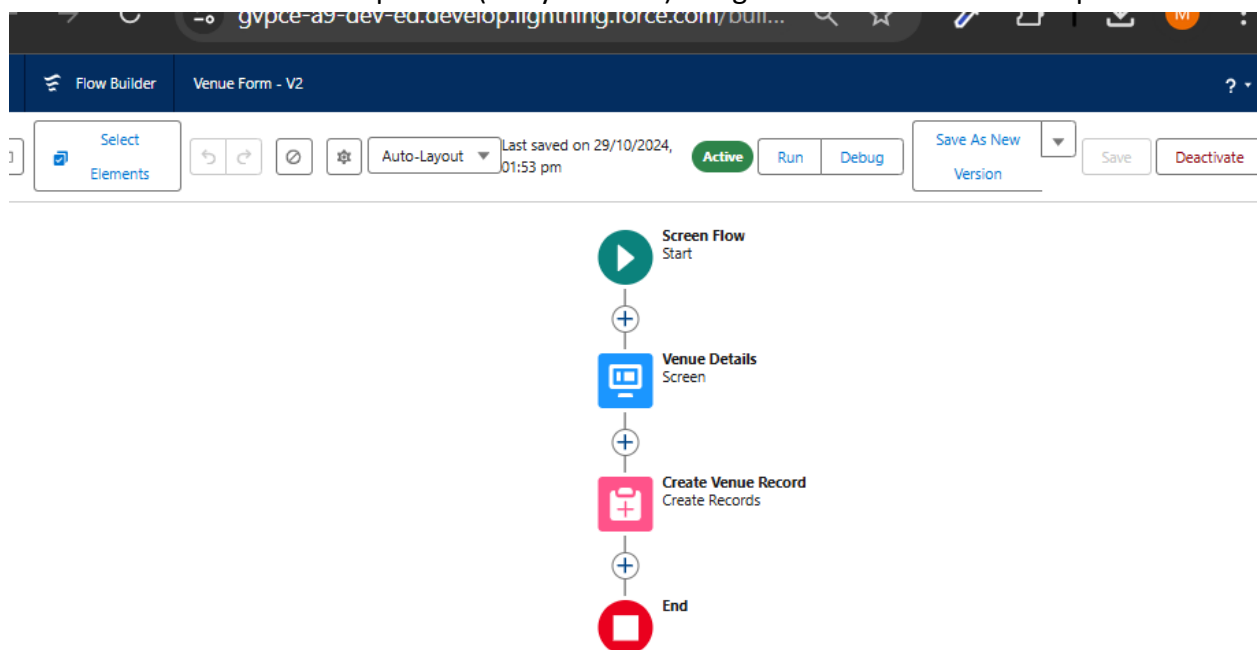 gvpce-a9-dev-ed.develop.lightning.force.com/buil...
M
Flow Builder
Venue Form - V2
?
Select
Elements
Auto-Layout
Last saved on 29/10/2024,
01:53 pm
Active
Run
Debug
Save As New
Version
Save
Deactivate
Screen Flow
Start
Venue Details
Screen
Create Venue Record
Create Records
End